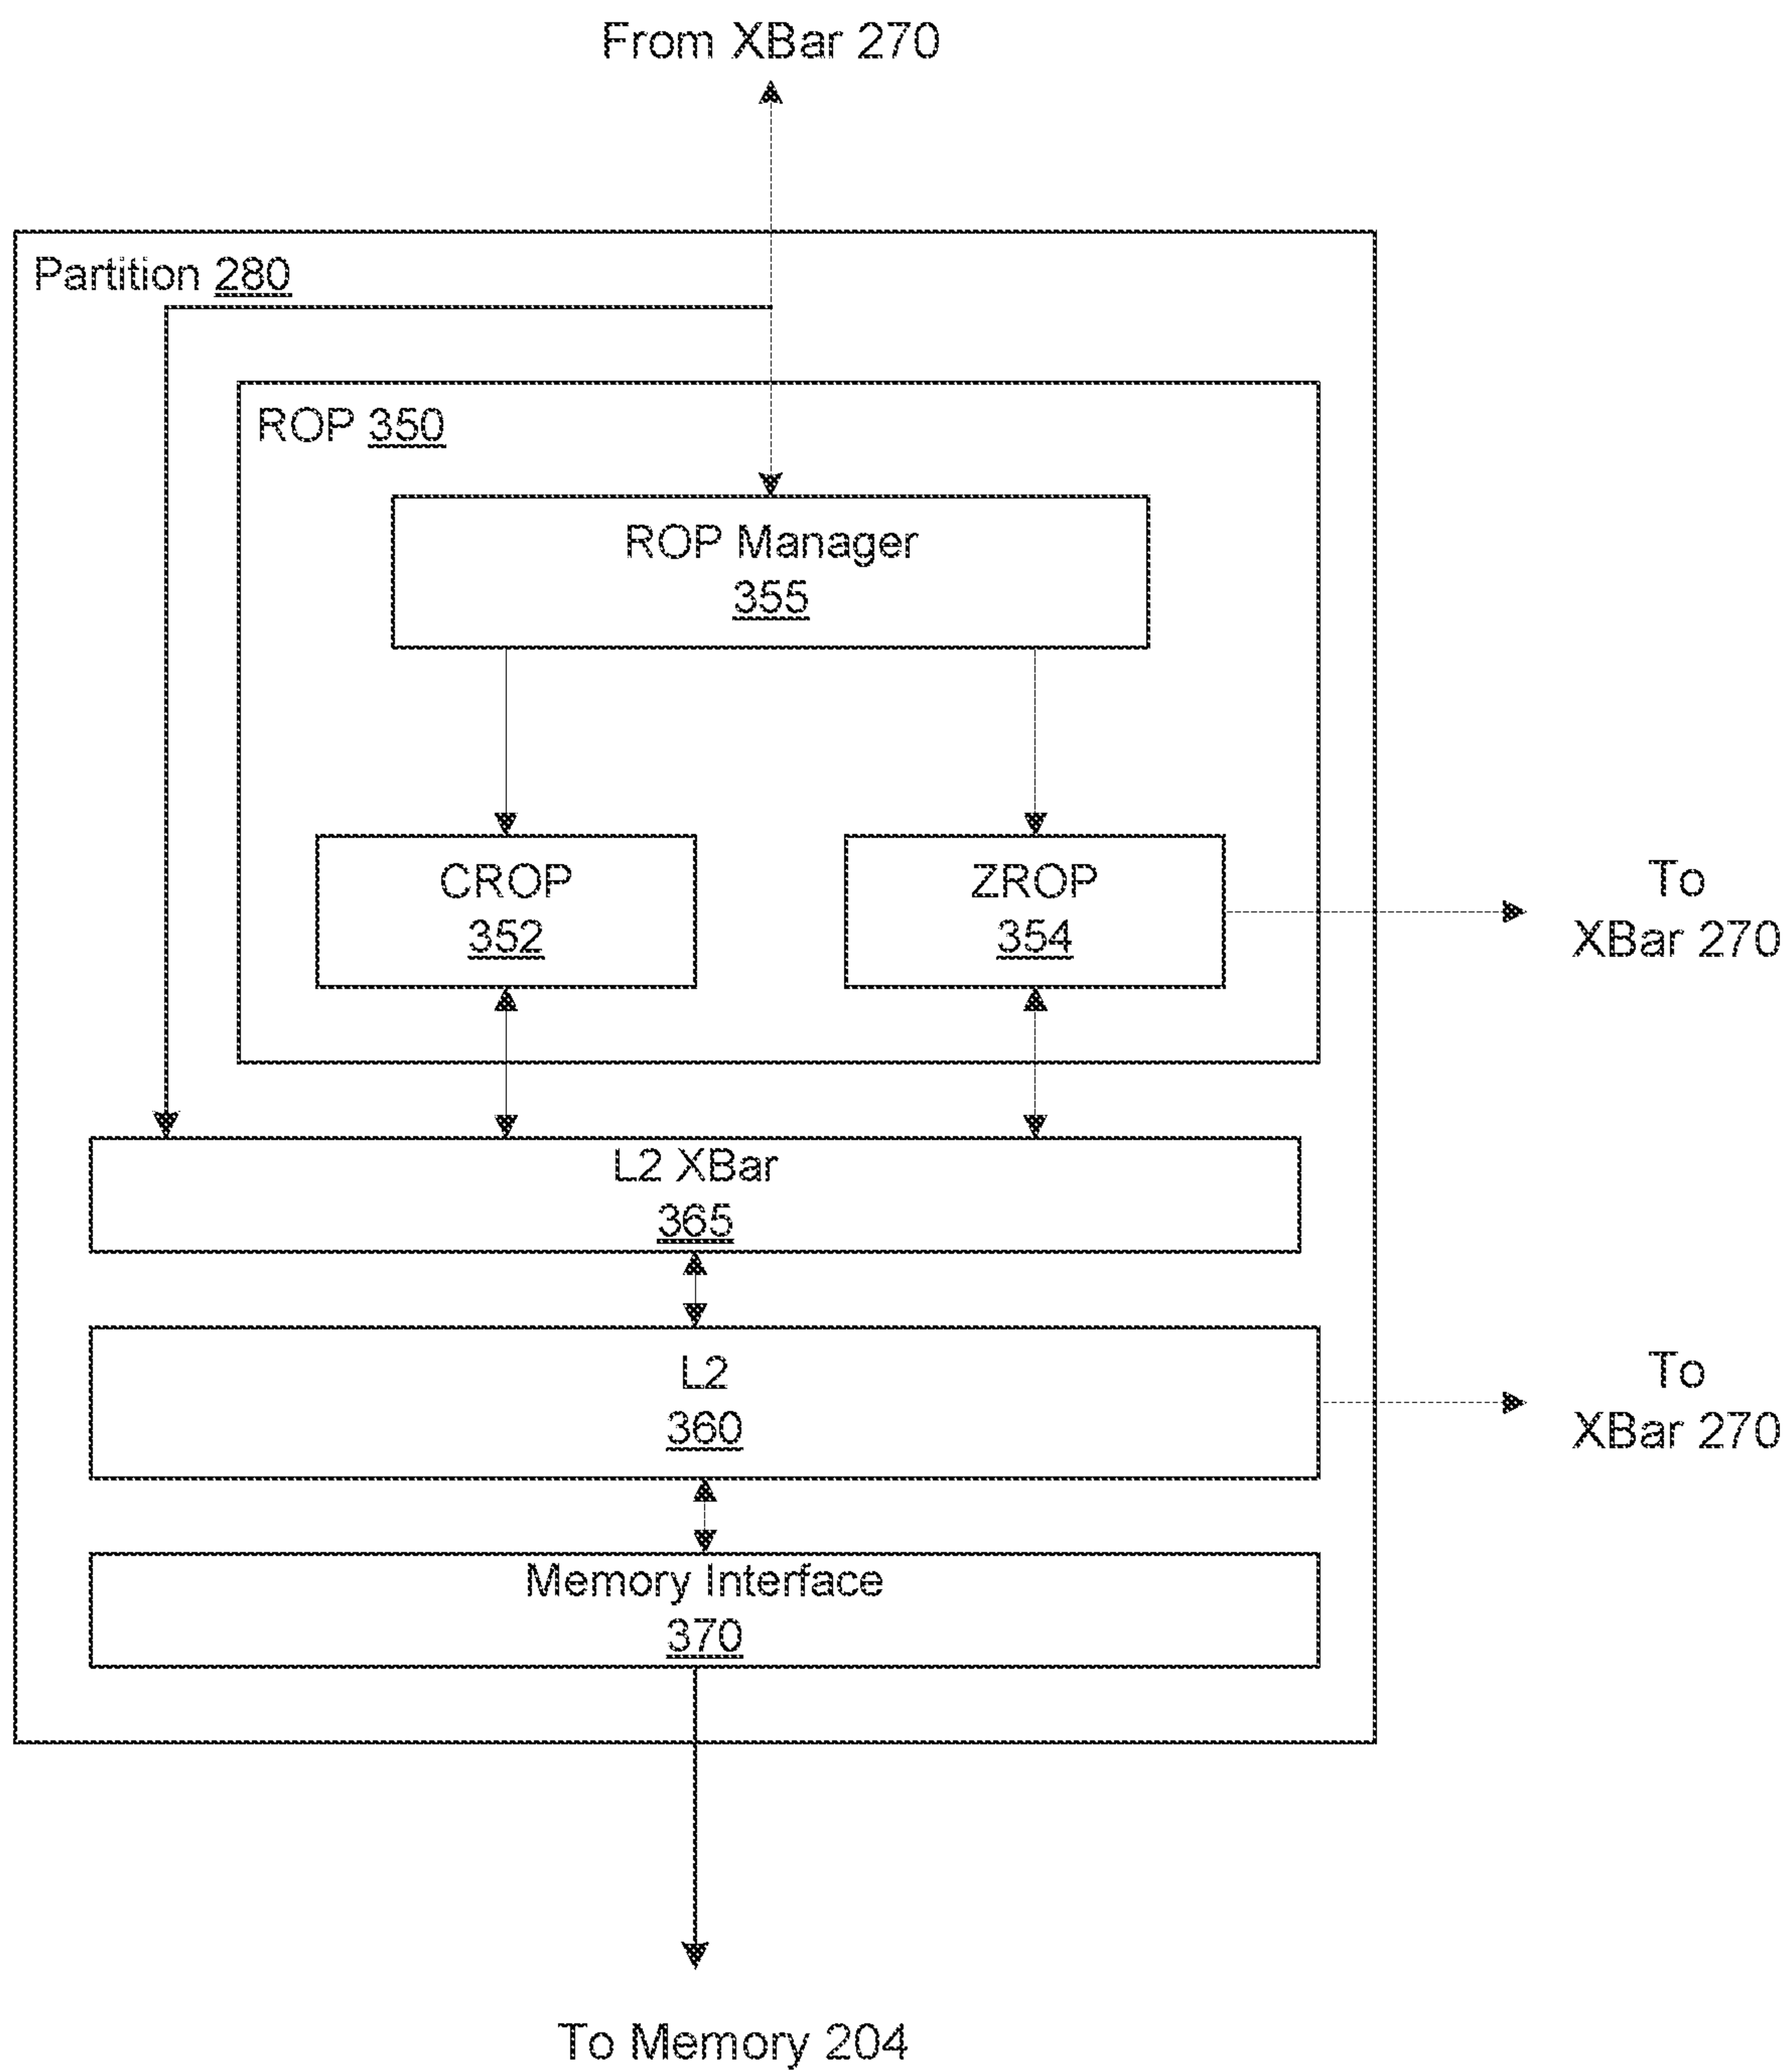 From XBar 270
Partition 280
ROP 350
ROP Manager
355
CROP
352
ZROP
354
To
XBar 270
L2 XBar
365
L2
360
To
XBar 270
Memory Interface
370
To Memory 204